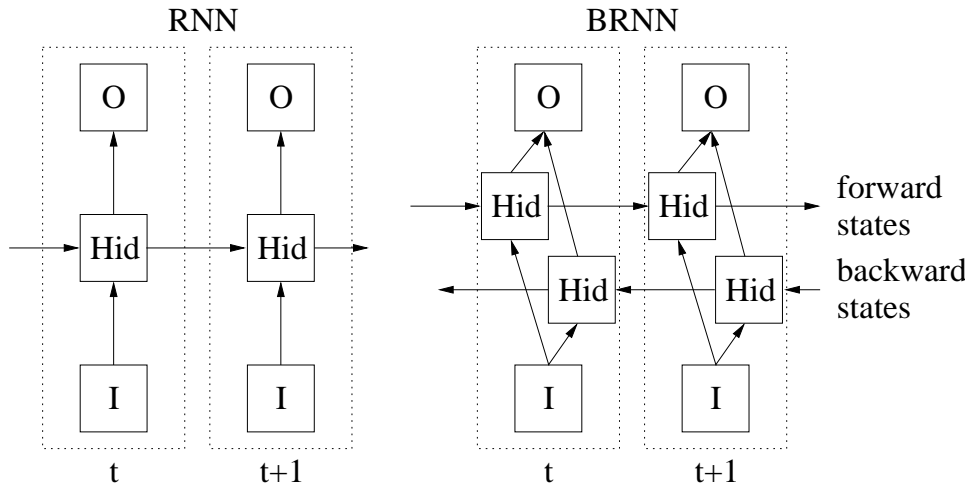 RNN
O
O
Hid
Hid
I
I
t
t+1
BRNN
O
O
Hid
Hid
forward
states
Hid
Hid
backward
states
I
I
t
t+1